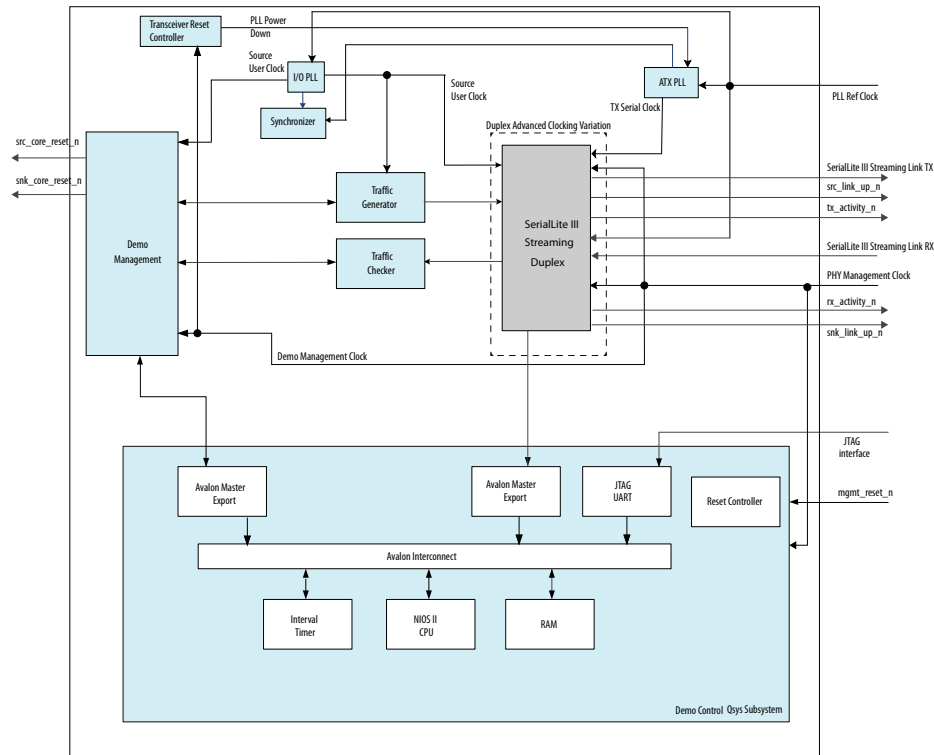 Transceiver Reset
Controller
PLL Power
Down
Source
User Clock
I/O PLL
Source
User Clock
ATX PLL
PLL Ref Clock
TX Serial Clock
Synchronizer
Duplex Advanced Clocking Variation
src_core_reset_n
snk_core_reset_n
Demo
Management
Traffic
Generator
Traffic
Checker
SerialLite III
Streaming
Duplex
SerialLite III Streaming Link TX
src_link_up_n
tx_activity_n
SerialLite III Streaming Link RX
PHY Management Clock
rx_activity_n
snk_link_up_n
Demo Management Clock
JTAG
interface
Avalon Master
Export
Avalon Master
Export
JTAG
UART
Reset Controller
mgmt_reset_n
Avalon Interconnect
Interval
Timer
NIOS II
CPU
RAM
Demo Control Qsys Subsystem